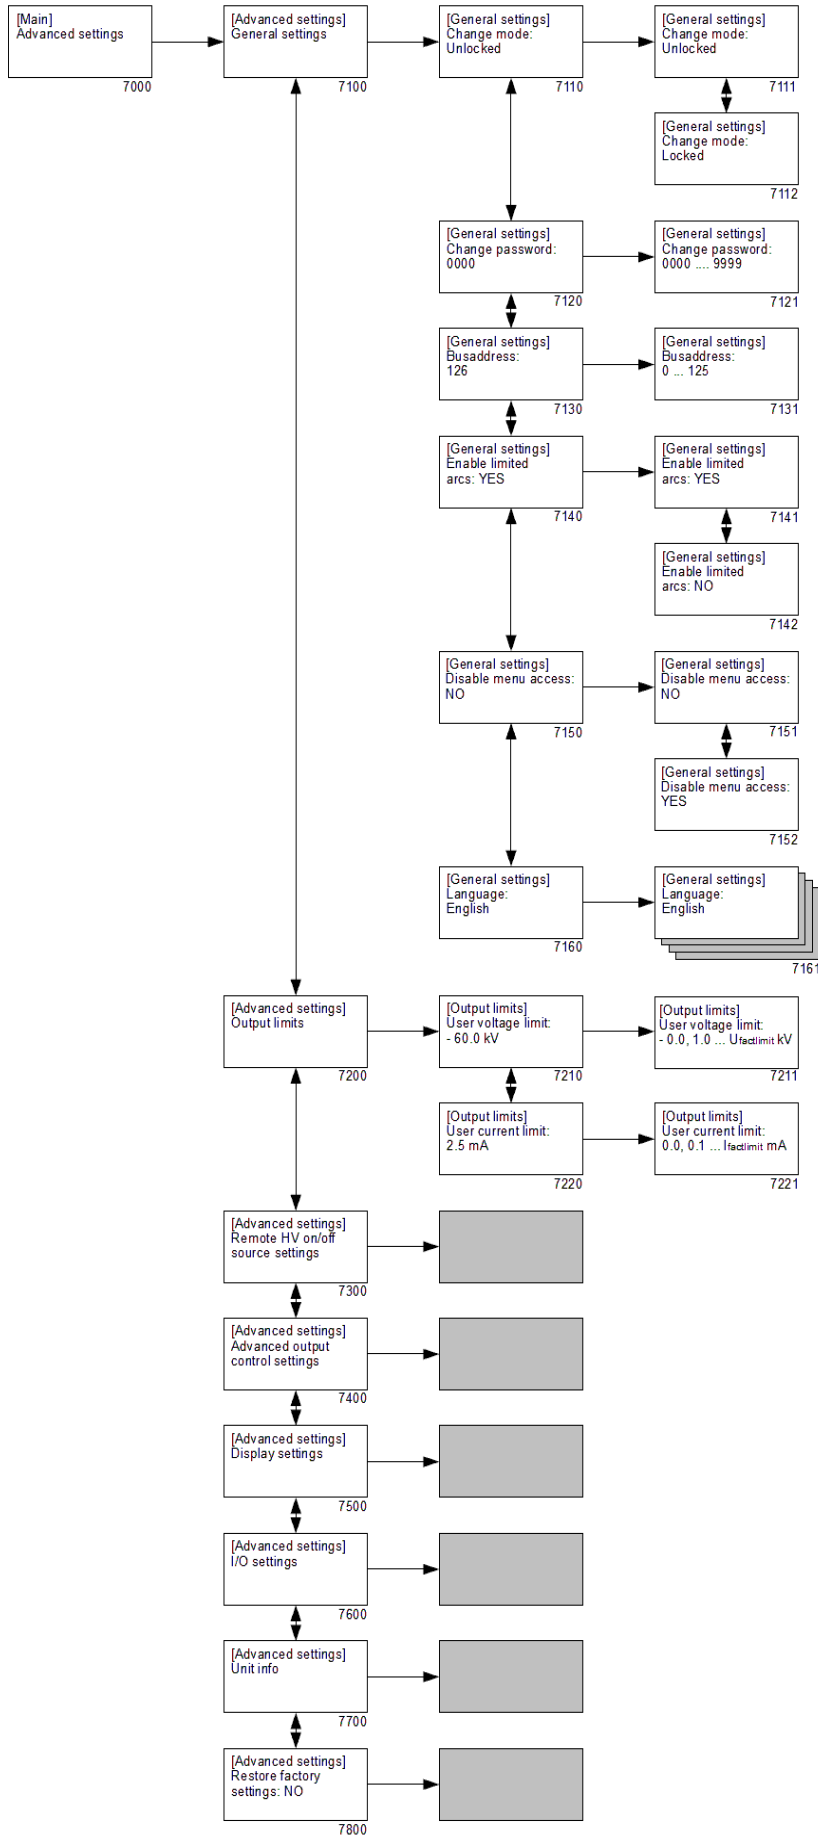 [Main]
Advanced settings
7000
[Advanced settings]
General settings
7100
[General settings]
Change mode:
Unlocked
7110
[General settings]
Change mode:
Unlocked
7111
[General settings]
Change mode:
Locked
7112
[General settings]
Change password:
0000
7120
[General settings]
Change password:
0000 .... 9999
7121
[General settings]
Busaddress:
126
7130
[General settings]
Busaddress:
0 ... 125
7131
[General settings]
Enable limited
arcs: YES
7140
[General settings]
Enable limited
arcs: YES
7141
[General settings]
Enable limited
arcs: NO
7142
[General settings]
Disable menu access:
NO
7150
[General settings]
Disable menu access:
NO
7151
[General settings]
Disable menu access:
YES
7152
[General settings]
Language:
English
7160
[General settings]
Language:
English
7161
[Advanced settings]
Output limits
7200
[Output limits]
User voltage limit:
- 60.0 kV
7210
[Output limits]
User voltage limit:
- 0.0, 1.0 ... Ufactlimit kV
7211
[Output limits]
User current limit:
2.5 mA
7220
[Output limits]
User current limit:
0.0, 0.1 ... Ifactlimit mA
7221
[Advanced settings]
Remote HV on/off
source settings
7300
[Advanced settings]
Advanced output
control settings
7400
[Advanced settings]
Display settings
7500
[Advanced settings]
I/O settings
7600
[Advanced settings]
Unit info
7700
[Advanced settings]
Restore factory
settings: NO
7800